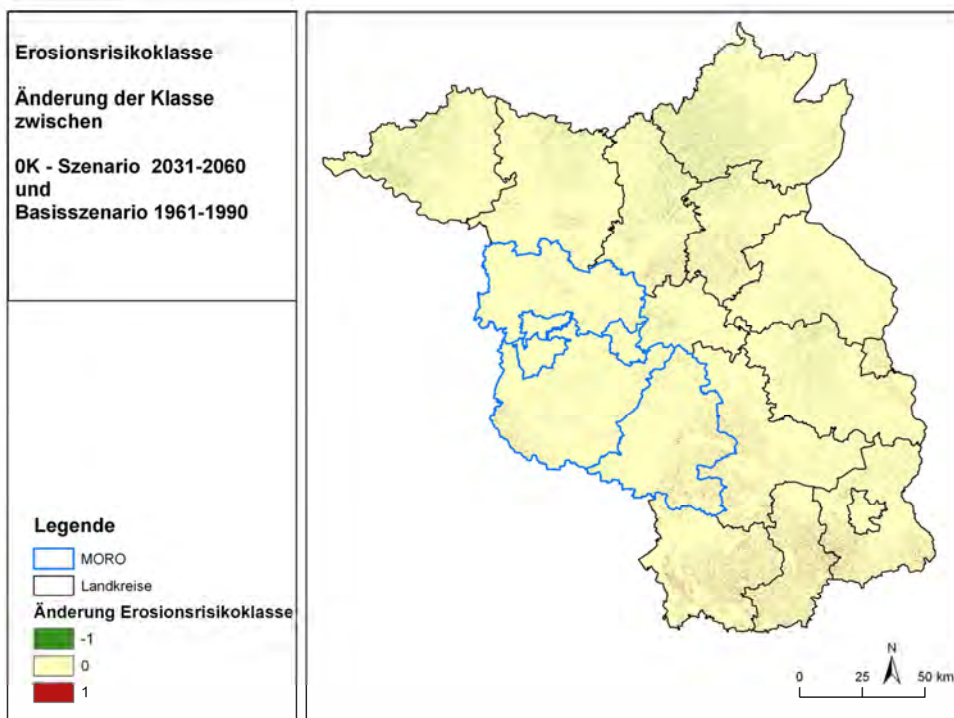 Erosionsrisikoklasse
Änderung der Klasse
zwischen
0K - Szenario 2031-2060
und
Basisszenario 1961-1990
Legende
MORO
Landkreise
Änderung Erosionsrisikoklasse
-1
0
1
N
0 25 50 km